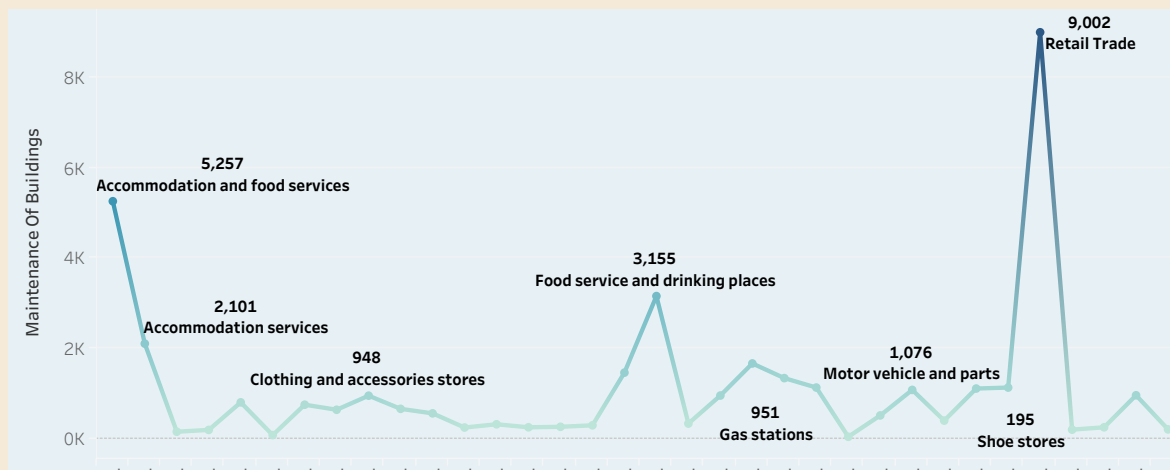 9,002
Retail Trade
8K
Maintenance Of Buildings
5,257
6K
Accommodation and food services
3,155
4K
Food service and drinking places
2,101
Accommodation services
948
1,076
2K
Clothing and accessories stores
Motor vehicle and parts
951
195
Gas stations
Shoe stores
0K